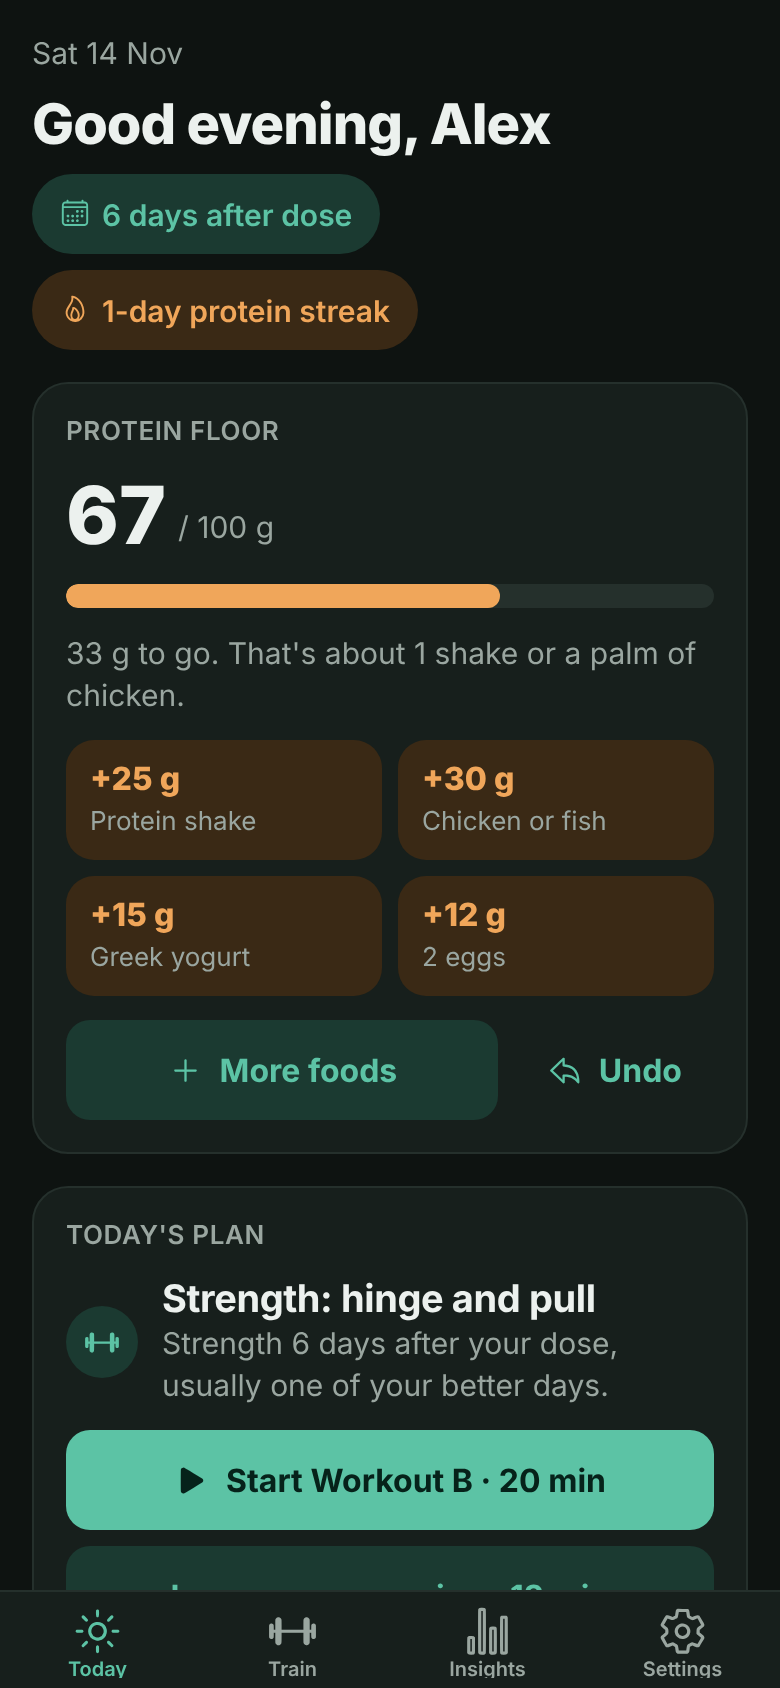 Sat 14 Nov
Good evening, Alex
6 days after dose
1-day protein streak
PROTEIN FLOOR
67 / 100 g
33 g to go. That's about 1 shake or a palm of
chicken.
+25 g
Protein shake
+30 g
Chicken or fish
+15 g
Greek yogurt
+12 g
2 eggs
More foods
Undo
TODAY'S PLAN
Strength: hinge and pull
Strength 6 days after your dose,
usually one of your better days.
Start Workout B · 20 min
Today
Train
Insights
Settings